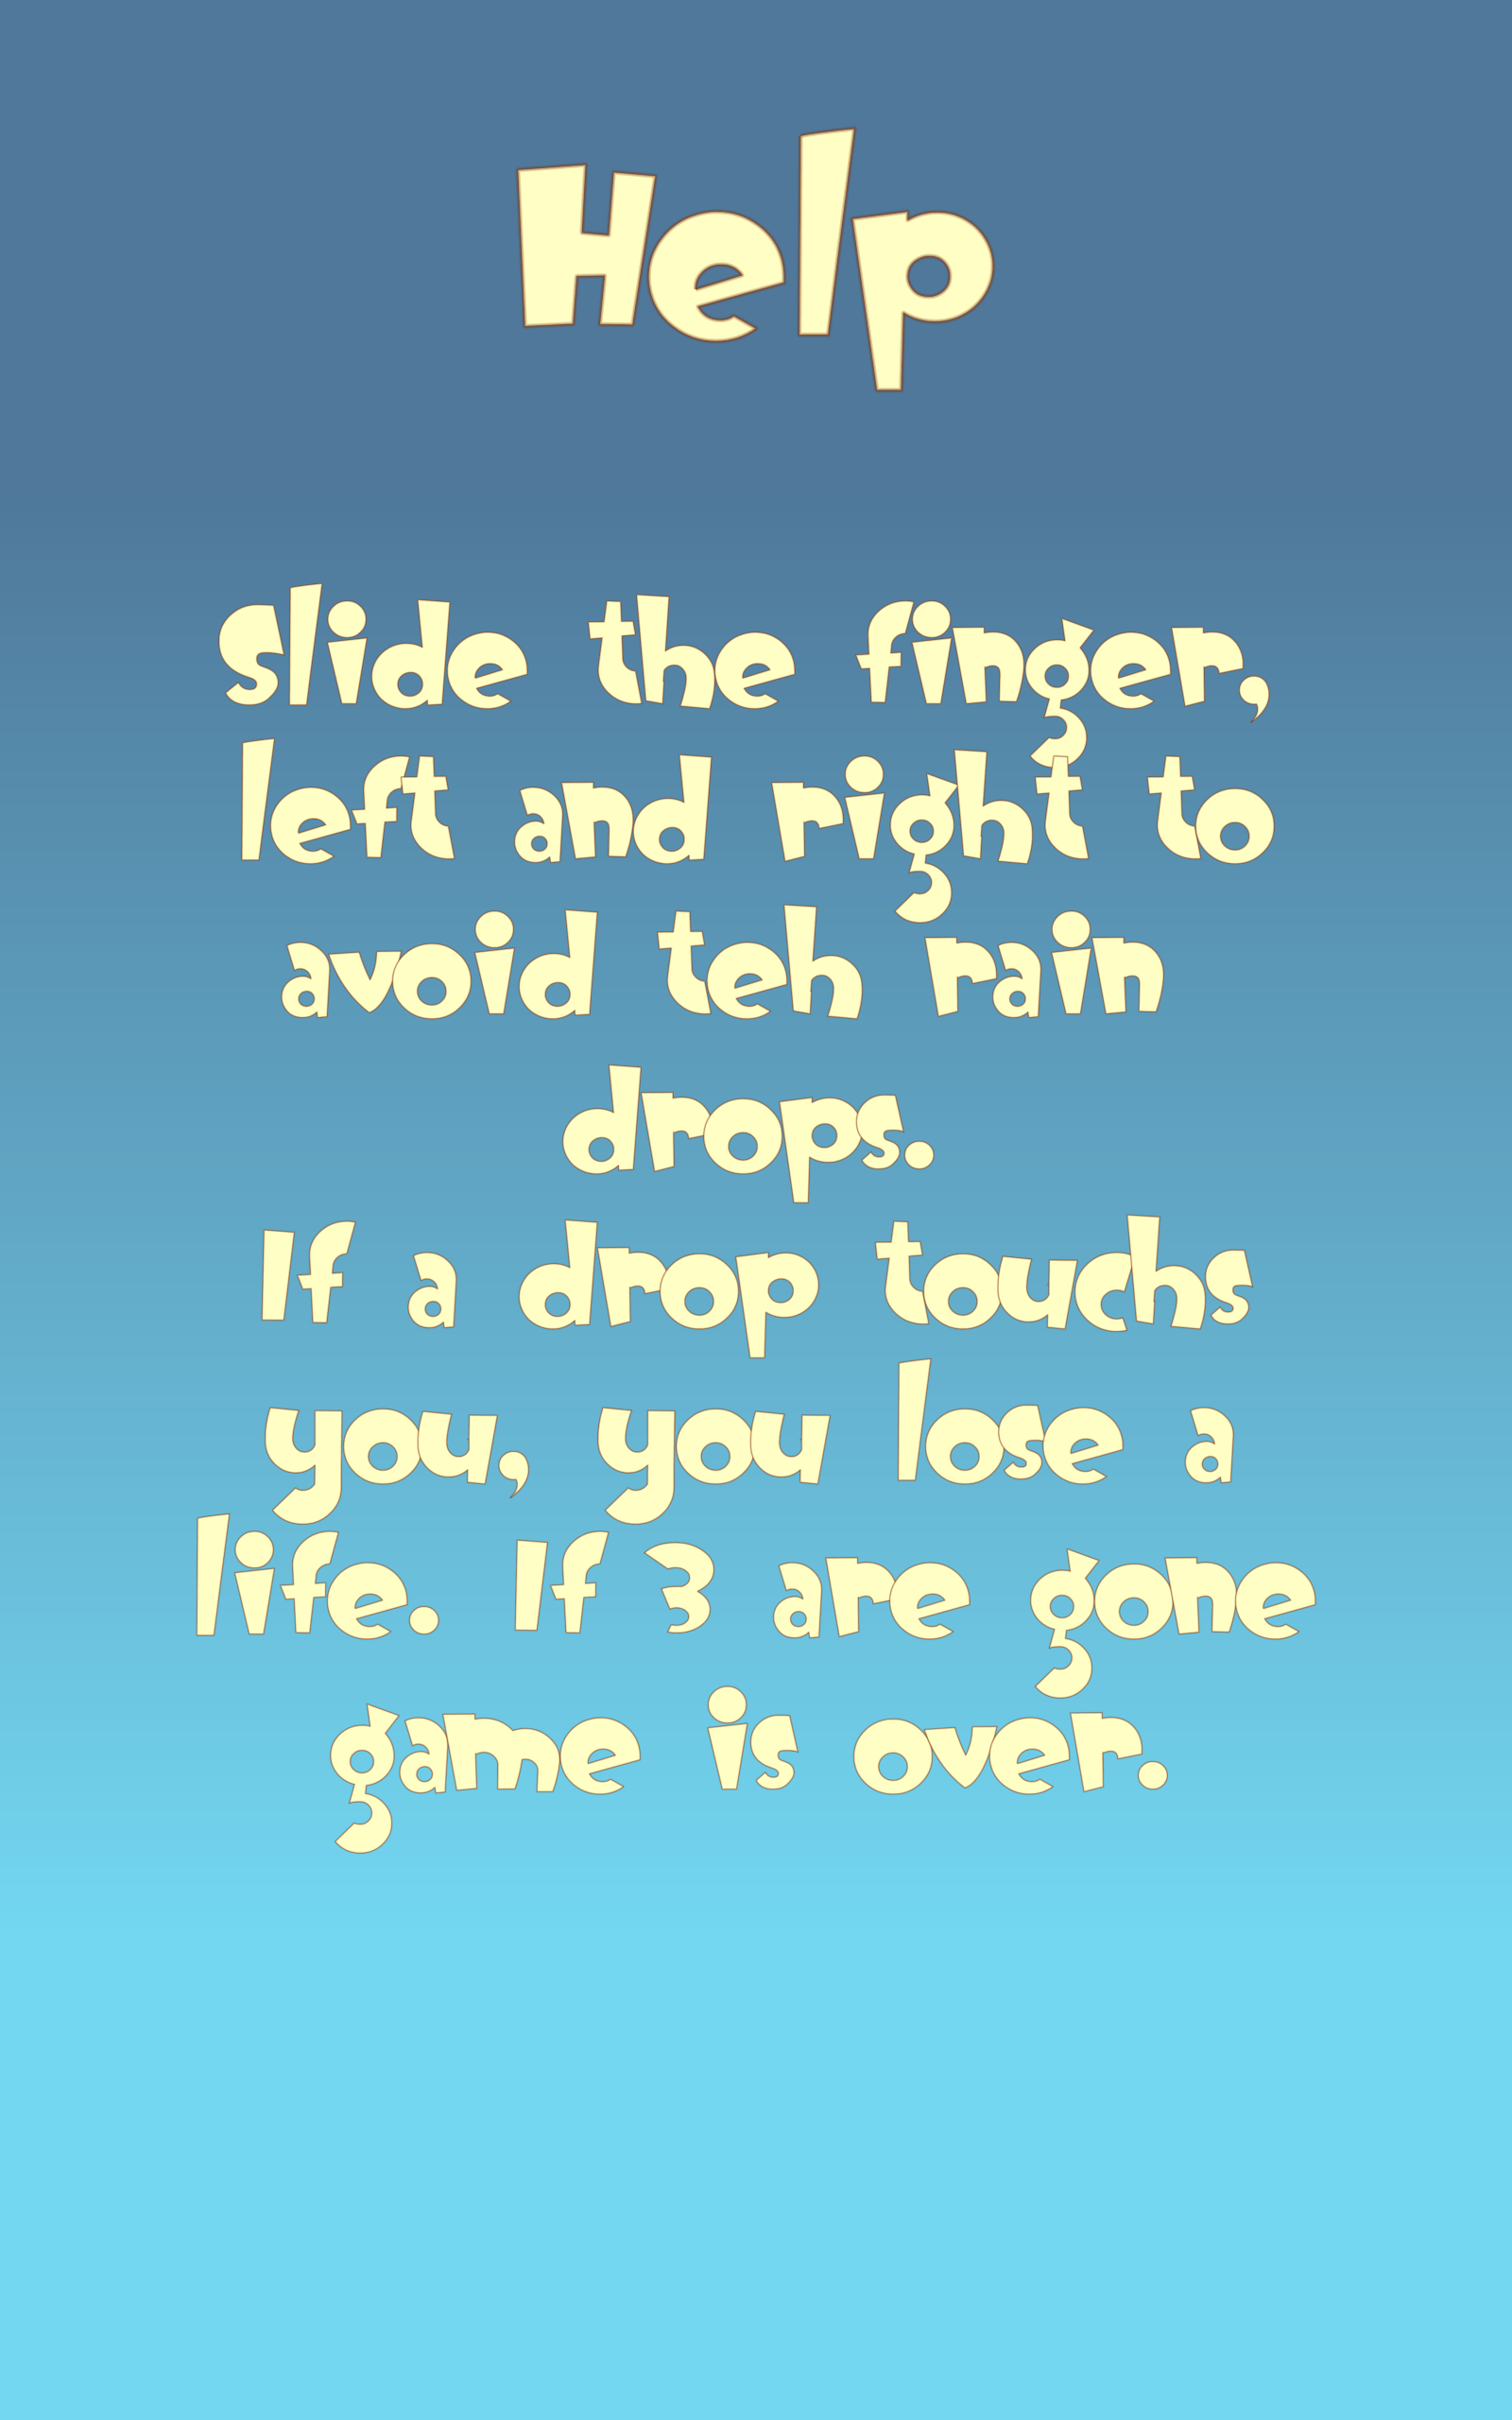 Help
Slide the finger,
left and right to
avoid teh rain
drops.
If a drop touchs
you, you lose a
life. If 3 are gone
game is over.